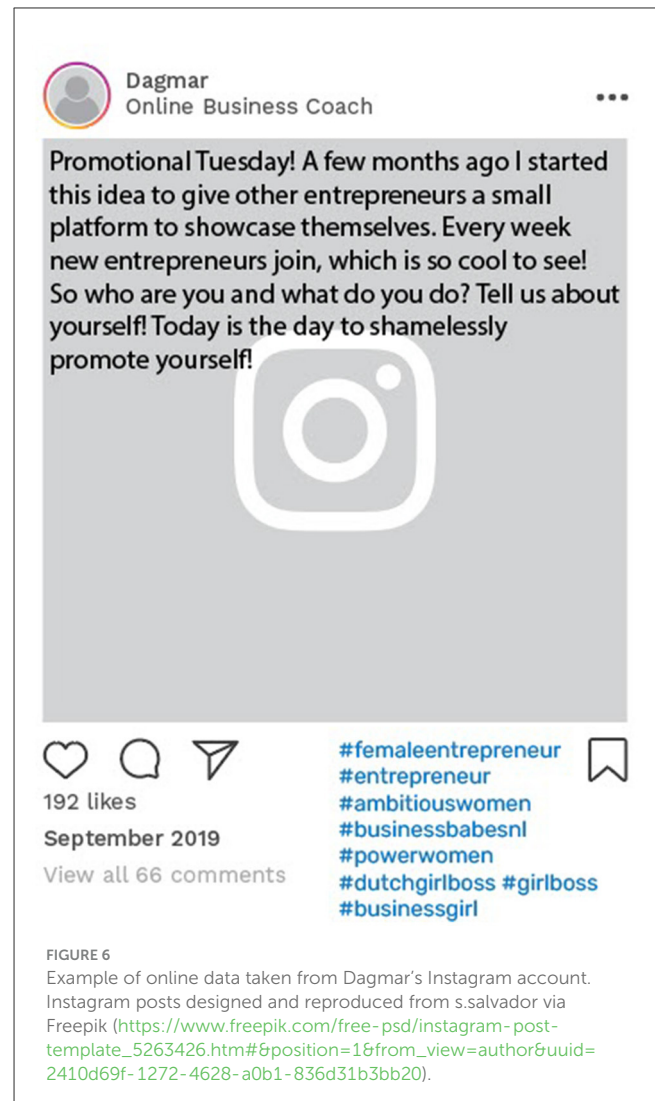 Dagmar
Online Business Coach
Promotional Tuesday! A few months ago I started
this idea to give other entrepreneurs a small
platform to showcase themselves. Every week
new entrepreneurs join, which is so cool to see!
So who are you and what do you do? Tell us about
yourself! Today is the day to shamelessly
promote yourself!
192 likes
September 2019
View all 66 comments
#femaleentrepreneur
#entrepreneur
#ambitiouswomen
#businessbabesnl
#powerwomen
#dutchgirlboss #girlboss
#businessgirl
FIGURE 6
Example of online data taken from Dagmar's Instagram account.
Instagram posts designed and reproduced from s.salvador via
Freepik (https://www.freepik.com/free-psd/instagram-post-
template_5263426.htm#&position=1&from_view=author&uuid=
2410d69f-1272-4628-a0b1-836d31b3bb20).